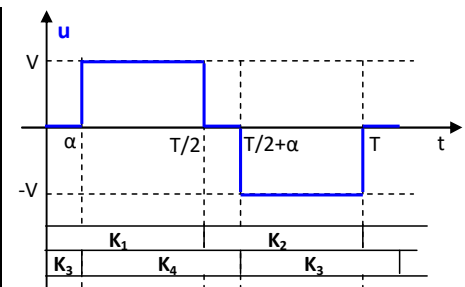 u
V
α T/2 T/2+α T t
-V
K₁ K₂
K₃ K₄ K₃